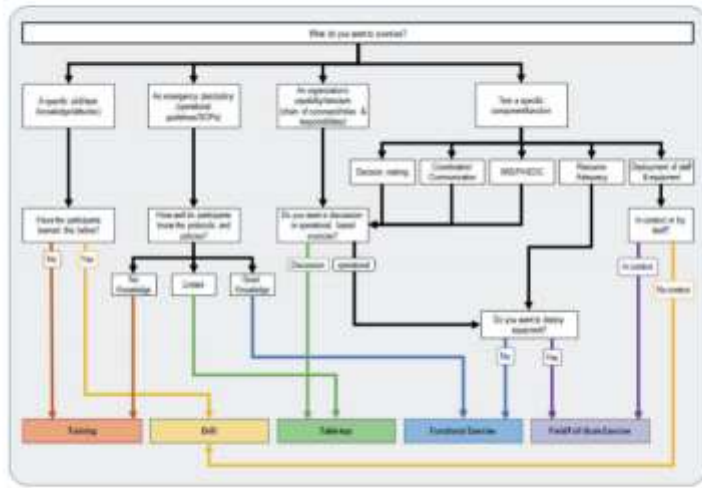 What do you want to exercise?
A specific skill/task
(knowledge/attitudes)
An emergency plan/policy
(operational
guidelines/SOPs)
An organization's
capability/structure
(chain of command/roles &
responsibilities)
Test a specific
component/function
Decision making
Coordination/
Communication
Resource
Adequacy
Deployment of staff
& equipment
Have the participants
learned this before?
How well do participants
know the protocols and
policies?
Do you want a discussion
or operational based
exercise?
In context or by
itself?
No
Yes
No
Knowledge
Limited
Good
Knowledge
Discussion
operational
In context
No context
Do you want to deploy
equipment?
No
Yes
Training
Drill
Tabletop
Functional Exercise
Field/Full-Scale Exercise